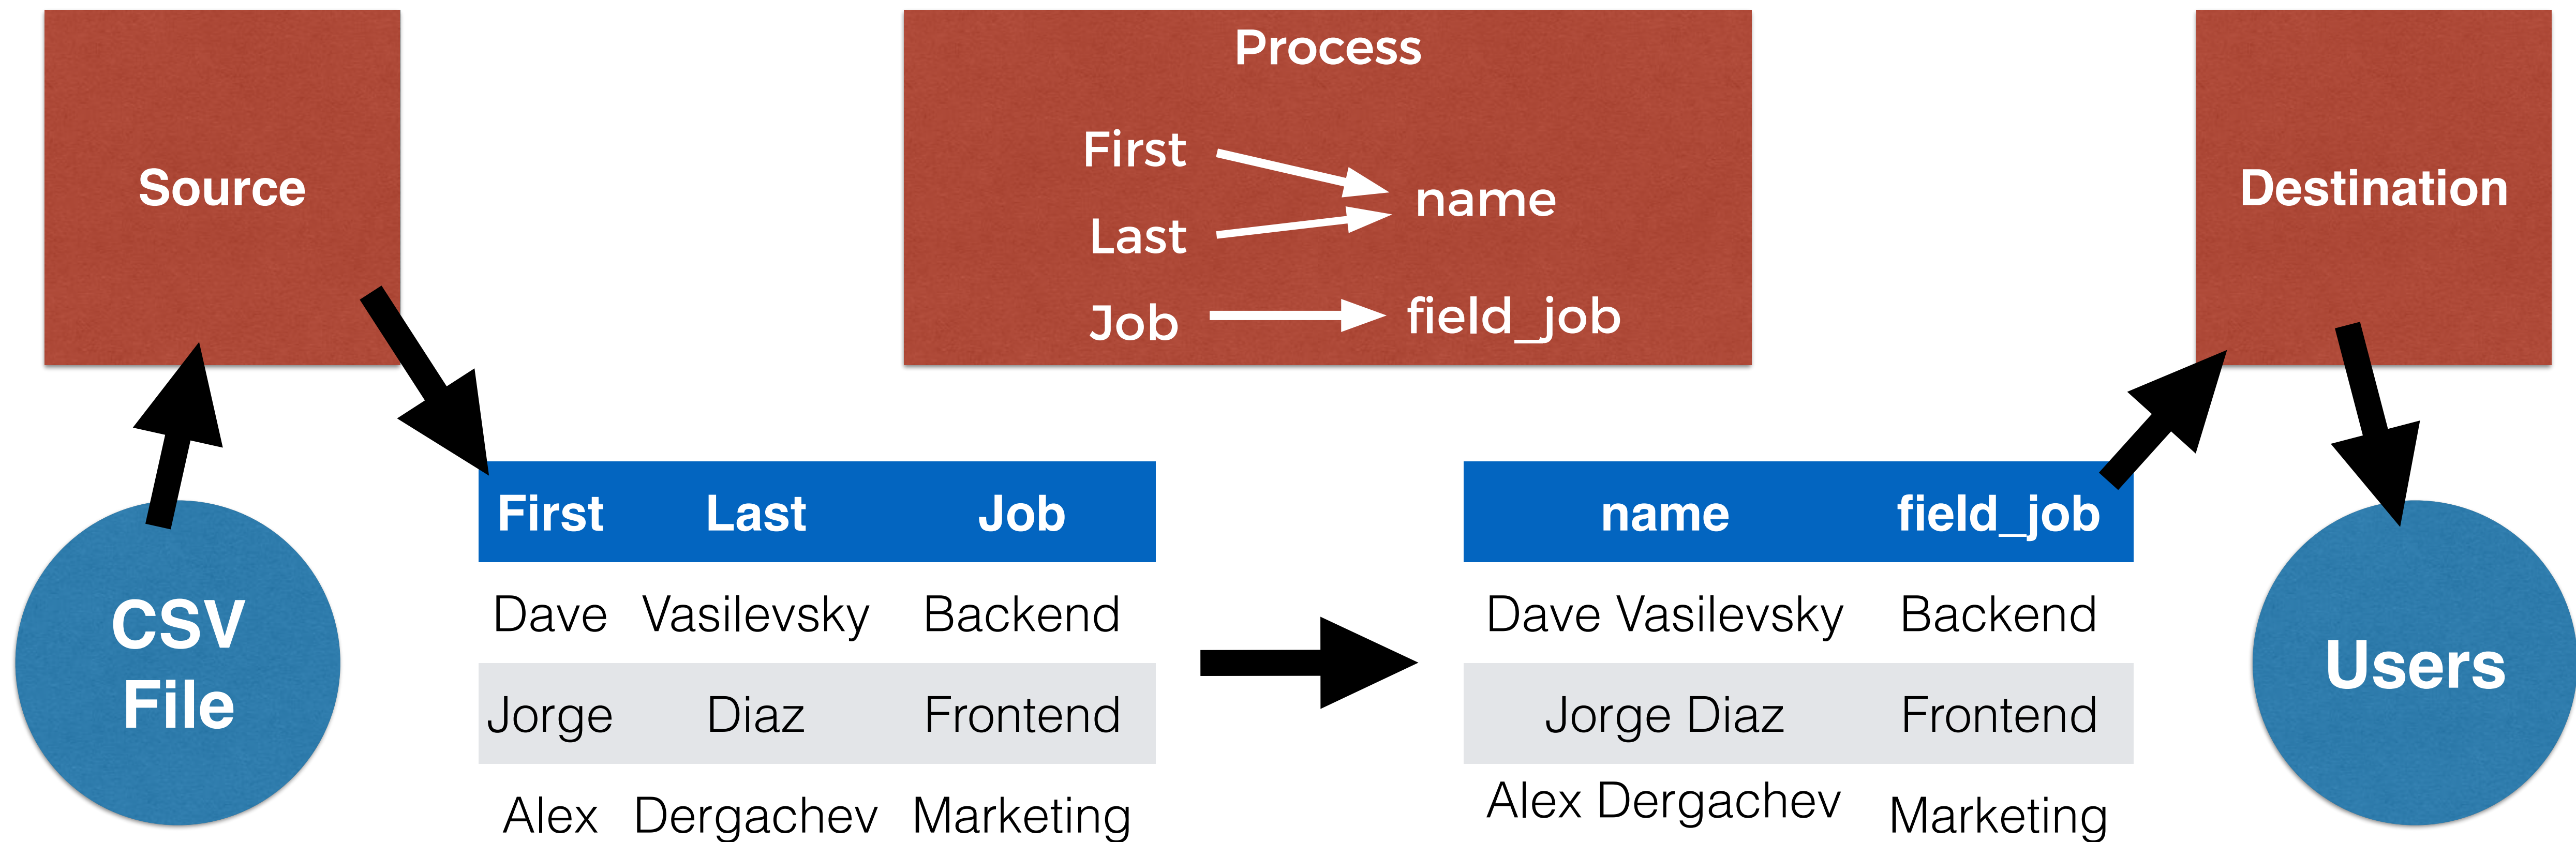 Source
Process
First
Last
Job
name
field_job
Destination
CSV
File
First Last Job
Dave Vasilevsky Backend
Jorge Diaz Frontend
Alex Dergachev Marketing
name field_job
Dave Vasilevsky Backend
Jorge Diaz Frontend
Alex Dergachev Marketing
Users